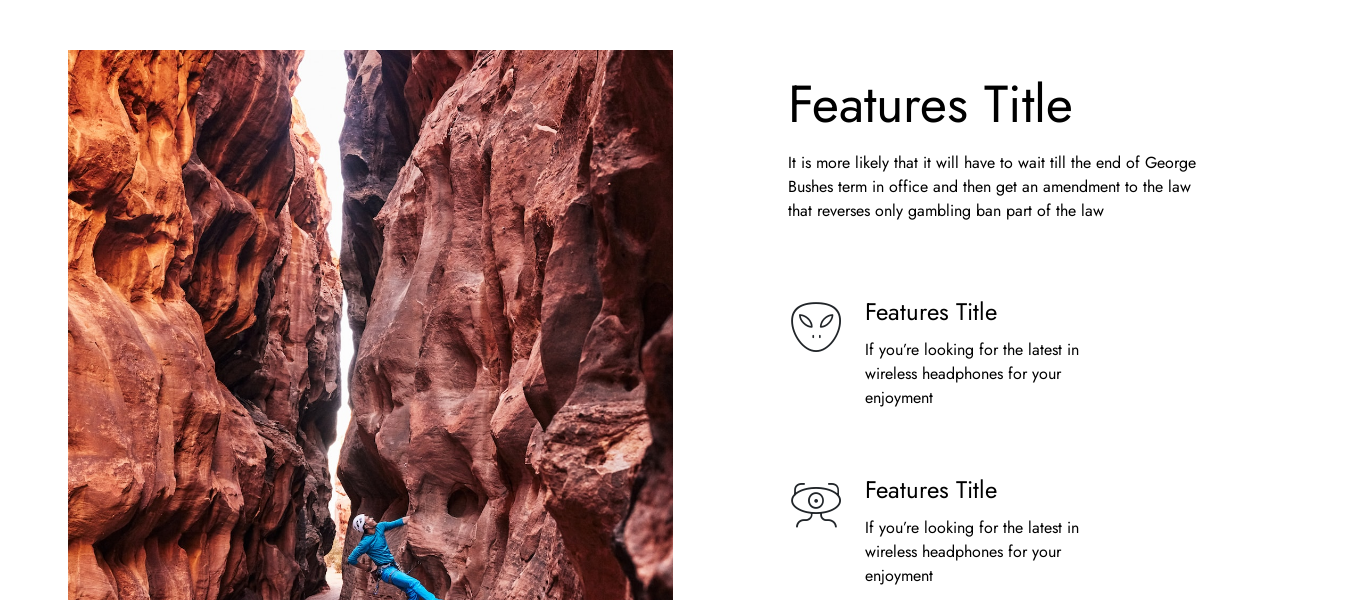 Features Title
It is more likely that it will have to wait till the end of George
Bushes term in office and then get an amendment to the law
that reverses only gambling ban part of the law
Features Title
If you’re looking for the latest in
wireless headphones for your
enjoyment
Features Title
If you’re looking for the latest in
wireless headphones for your
enjoyment